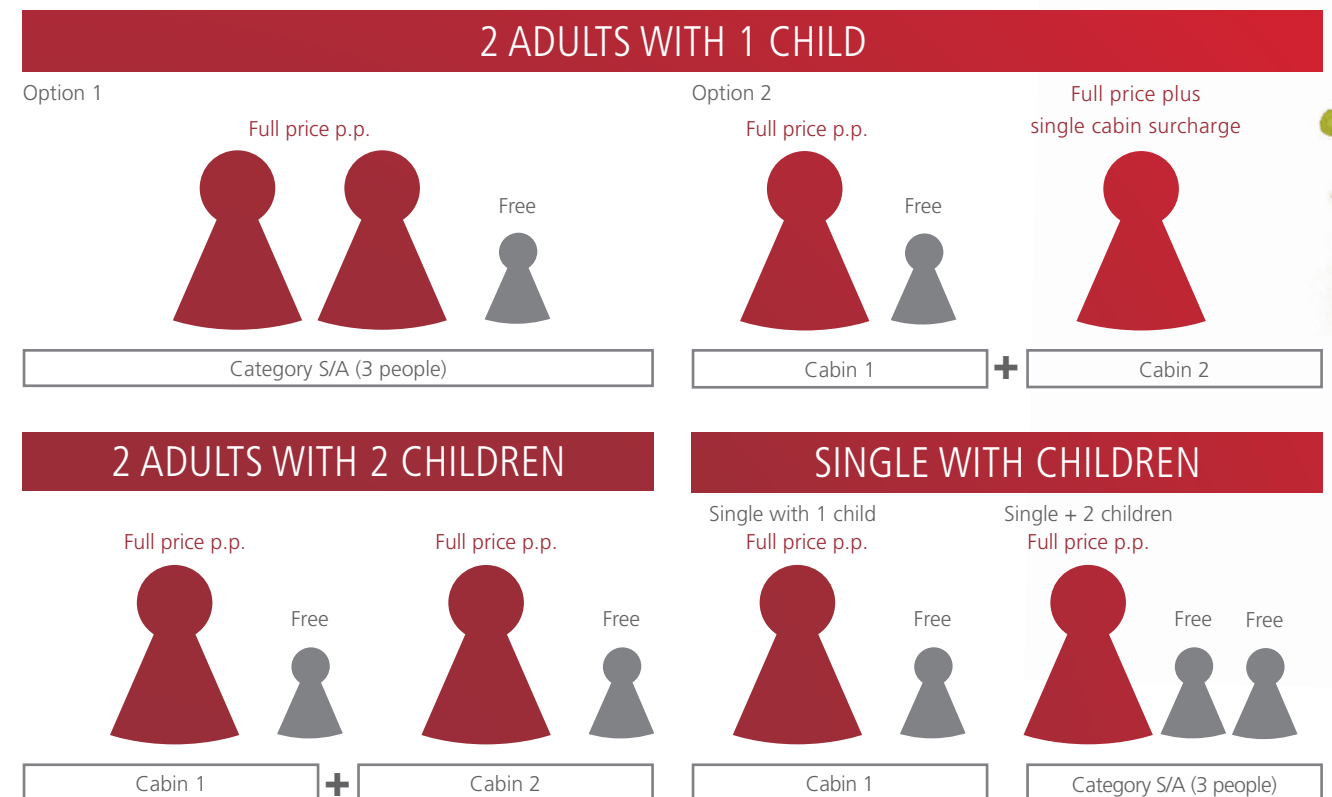 2 ADULTS WITH 1 CHILD
Option 1
Full price p.p.
Free
Category S/A (3 people)
Option 2
Full price p.p.
Free
Full price plus
single cabin surcharge
Cabin 1
+
Cabin 2
2 ADULTS WITH 2 CHILDREN
Full price p.p.
Free
Full price p.p.
Free
Cabin 1
+
Cabin 2
SINGLE WITH CHILDREN
Single with 1 child
Full price p.p.
Free
Cabin 1
Single + 2 children
Full price p.p.
Free
Free
Category S/A (3 people)